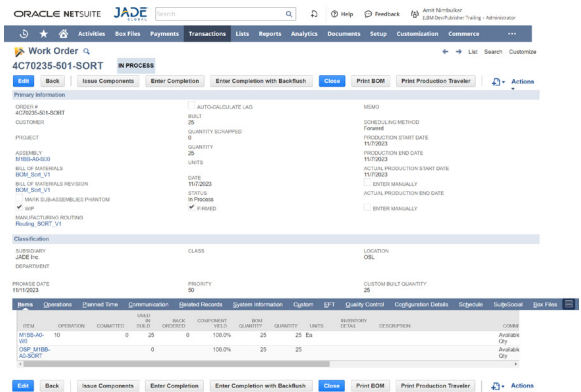 ORACLE NETSUITE JADE GLOBAL Search Help Feedback Amit Nimbulker
JLBM Dev/Publisher Trailing - Administrator
Activities Box Files Payments Transactions Lists Reports Analytics Documents Setup Customization Commerce ...
Work Order List Search Customize
4C70235-501-SORT IN PROCESS
Edit Back Issue Components Enter Completion Enter Completion with Backflush Close Print BOM Print Production Traveler Actions
Primary Information
ORDER #
4C70235-501-SORT
CUSTOMER
PROJECT
ASSEMBLY
M1BB-A0-S00
BILL OF MATERIALS
BOM_Sort_V1
BILL OF MATERIALS REVISION
BOM_Sort_V1
MARK SUB-ASSEMBLIES PHANTOM
WIP
MANUFACTURING ROUTING
Routing_SORT_V1
AUTO-CALCULATE LAG
BUILT
25
QUANTITY SCRAPPED
0
QUANTITY
25
UNITS
DATE
11/7/2023
STATUS
In Process
FIRMED
MEMO
SCHEDULING METHOD
Forward
PRODUCTION START DATE
11/7/2023
PRODUCTION END DATE
11/7/2023
ACTUAL PRODUCTION START DATE
11/7/2023
ENTER MANUALLY
ACTUAL PRODUCTION END DATE
ENTER MANUALLY
Classification
SUBSIDIARY
JADE Inc.
DEPARTMENT
CLASS
LOCATION
OSL
PROMISE DATE
11/11/2023
PRIORITY
50
CUSTOM BUILT QUANTITY
25
Items Operations Planned Time Communication Related Records System Information Custom EFT Quality Control Configuration Details Schedule SuiteSocial Box Files
ITEM OPERATION COMMITTED USED IN BUILD BACK ORDERED COMPONENT YIELD BOM QUANTITY QUANTITY UNITS INVENTORY DETAIL DESCRIPTION COMMIT
M1BB-A0-W0 10 0 25 0 100.0% 25 25 Ea Available Qty
OSP_M1BB-A0-SORT 0 100.0% 25 25 Available Qty
Edit Back Issue Components Enter Completion Enter Completion with Backflush Close Print BOM Print Production Traveler Actions